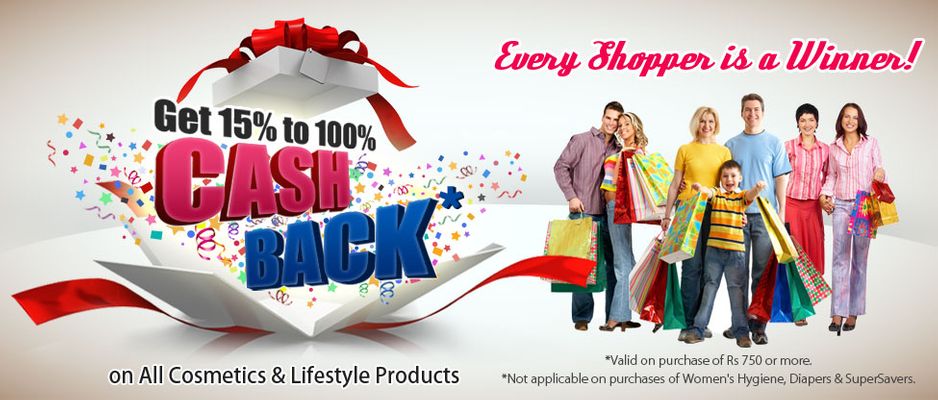 Get 15% to 100%
CASH
BACK*
on All Cosmetics & Lifestyle Products
Every Shopper is a Winner!
*Valid on purchase of Rs 750 or more.
*Not applicable on purchases of Women's Hygiene, Diapers & SuperSavers.